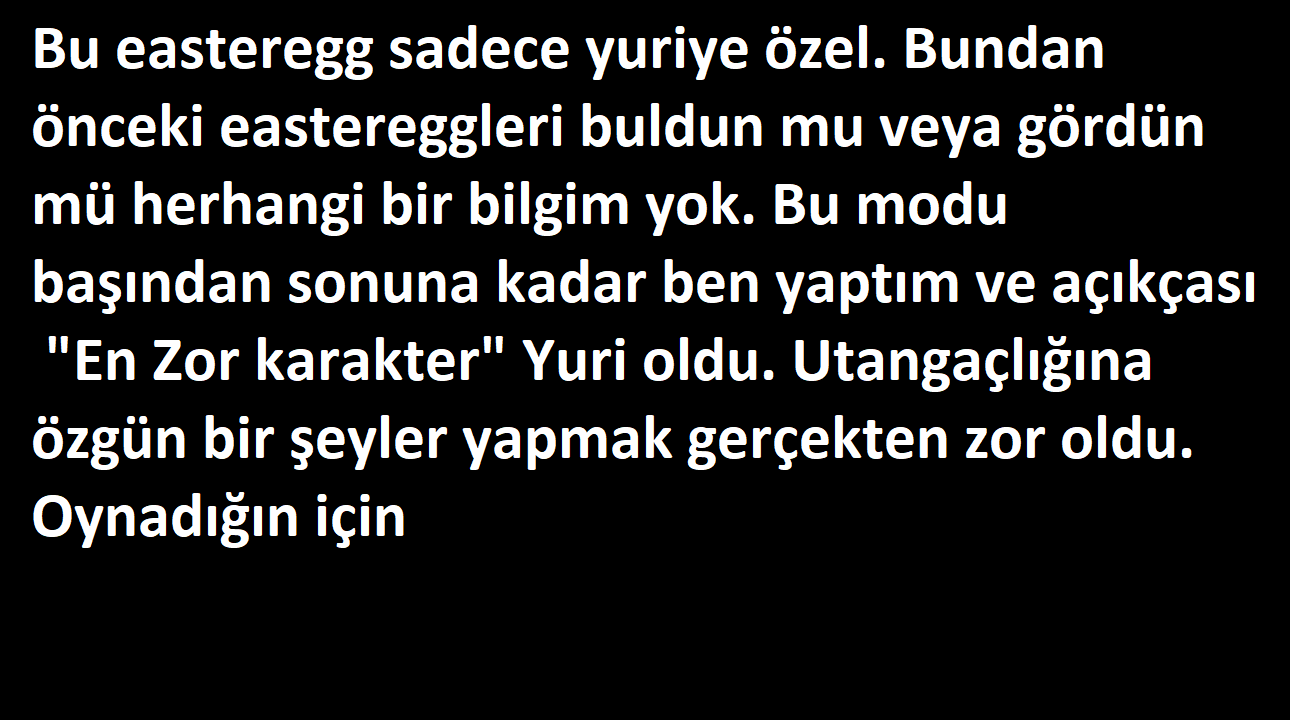 Bu easteregg sadece yuriye özel. Bundan
önceki eastereggleri buldun mu veya gördün
mü herhangi bir bilgim yok. Bu modu
başından sonuna kadar ben yaptım ve açıkçası
"En Zor karakter" Yuri oldu. Utangaçlığına
özgün bir şeyler yapmak gerçekten zor oldu.
Oynadığın için